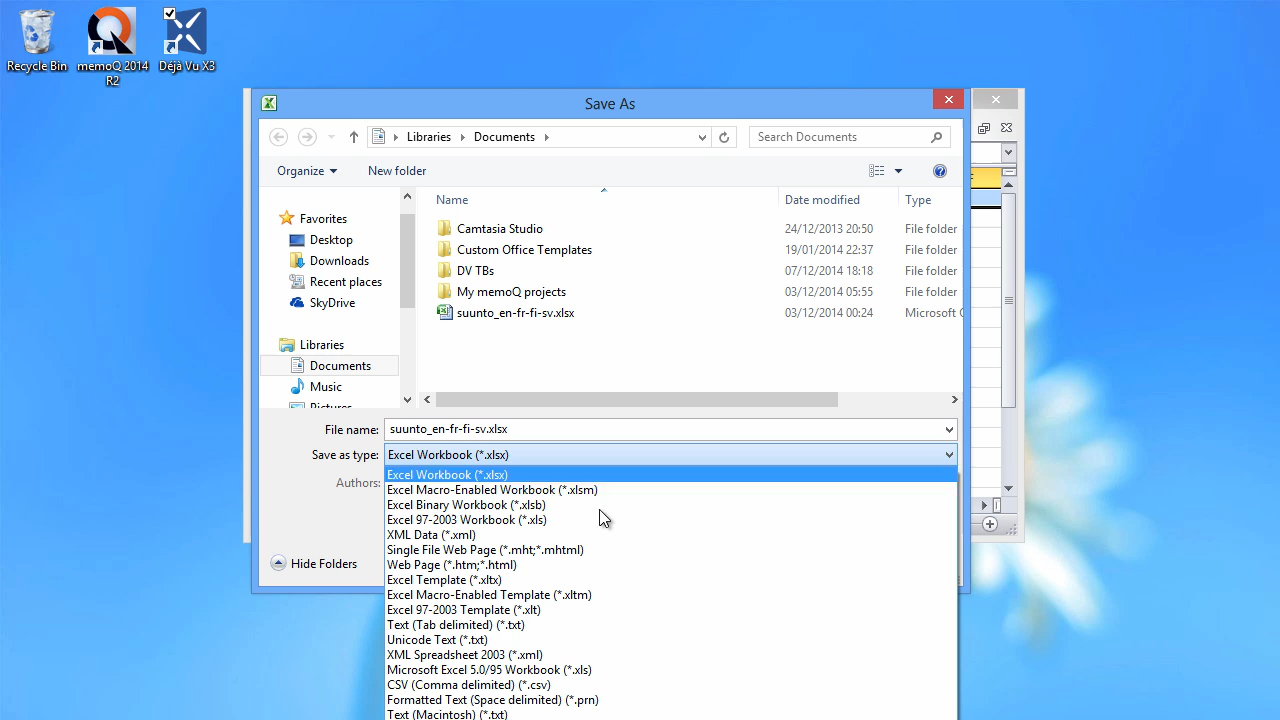 Recycle Bin
memoQ 2014 R2
Déjà Vu X3
Save As
Libraries
Documents
Search Documents
Organize
New folder
Name
Date modified
Type
Favorites
Desktop
Downloads
Recent places
SkyDrive
Libraries
Documents
Music
Pictures
Camtasia Studio 24/12/2013 20:50 File folder
Custom Office Templates 19/01/2014 22:37 File folder
DV TBs 07/12/2014 18:18 File folder
My memoQ projects 03/12/2014 05:55 File folder
suunto_en-fr-fi-sv.xlsx 03/12/2014 00:24 Microsoft
File name: suunto_en-fr-fi-sv.xlsx
Save as type: Excel Workbook (*.xlsx)
Authors:
Hide Folders
Excel Workbook (*.xlsx)
Excel Macro-Enabled Workbook (*.xlsm)
Excel Binary Workbook (*.xlsb)
Excel 97-2003 Workbook (*.xls)
XML Data (*.xml)
Single File Web Page (*.mht;*.mhtml)
Web Page (*.htm;*.html)
Excel Template (*.xltx)
Excel Macro-Enabled Template (*.xltm)
Excel 97-2003 Template (*.xlt)
Text (Tab delimited) (*.txt)
Unicode Text (*.txt)
XML Spreadsheet 2003 (*.xml)
Microsoft Excel 5.0/95 Workbook (*.xls)
CSV (Comma delimited) (*.csv)
Formatted Text (Space delimited) (*.prn)
Text (Macintosh) (*.txt)